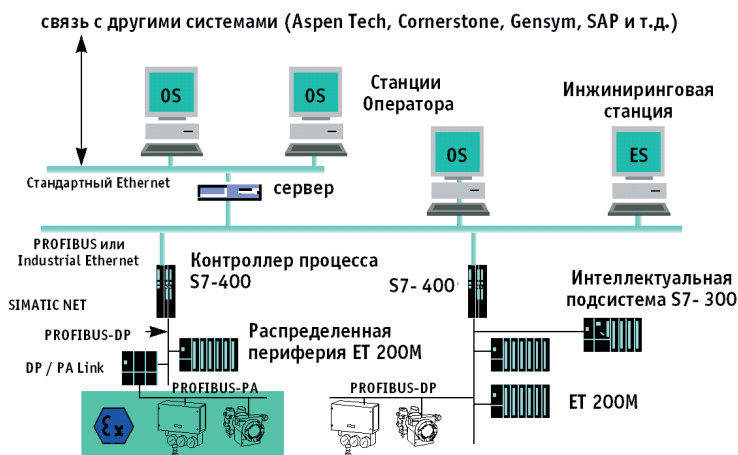 связь с другими системами (Aspen Tech, Cornerstone, Gensym, SAP и т.д.)
OS
OS
Станции
Оператора
Инжиниринговая
станция
OS
ES
Стандартный Ethernet
сервер
PROFIBUS или
Industrial Ethernet
Контроллер процесса
S7-400
S7- 400
Интеллектуальная
подсистема S7- 300
SIMATIC NET
PROFIBUS-DP
Распределенная
периферия ET 200M
DP / PA Link
PROFIBUS-PA
PROFIBUS-DP
ET 200M
Ex